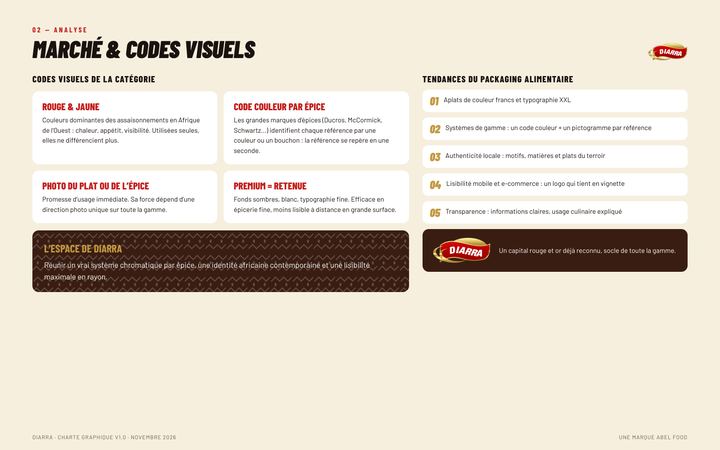 02 — ANALYSE
MARCHÉ & CODES VISUELS
DIARRA
CODES VISUELS DE LA CATÉGORIE
ROUGE & JAUNE
Couleurs dominantes des assaisonnements en Afrique
de l'Ouest : chaleur, appétit, visibilité. Utilisées seules,
elles ne différencient plus.
CODE COULEUR PAR ÉPICE
Les grandes marques d'épices (Ducros, McCormick,
Schwartz…) identifient chaque référence par une
couleur ou un bouchon : la référence se repère en une
seconde.
PHOTO DU PLAT OU DE L'ÉPICE
Promesse d'usage immédiate. Sa force dépend d'une
direction photo unique sur toute la gamme.
PREMIUM = RETENUE
Fonds sombres, blanc, typographie fine. Efficace en
épicerie fine, moins lisible à distance en grande surface.
L'ESPACE DE DIARRA
Réunir un vrai système chromatique par épice, une identité africaine contemporaine et une lisibilité
maximale en rayon.
TENDANCES DU PACKAGING ALIMENTAIRE
01 Aplats de couleur francs et typographie XXL
02 Systèmes de gamme : un code couleur + un pictogramme par référence
03 Authenticité locale : motifs, matières et plats du terroir
04 Lisibilité mobile et e-commerce : un logo qui tient en vignette
05 Transparence : informations claires, usage culinaire expliqué
DIARRA
Un capital rouge et or déjà reconnu, socle de toute la gamme.
DIARRA · CHARTE GRAPHIQUE V1.0 · NOVEMBRE 2026
UNE MARQUE ABEL FOOD